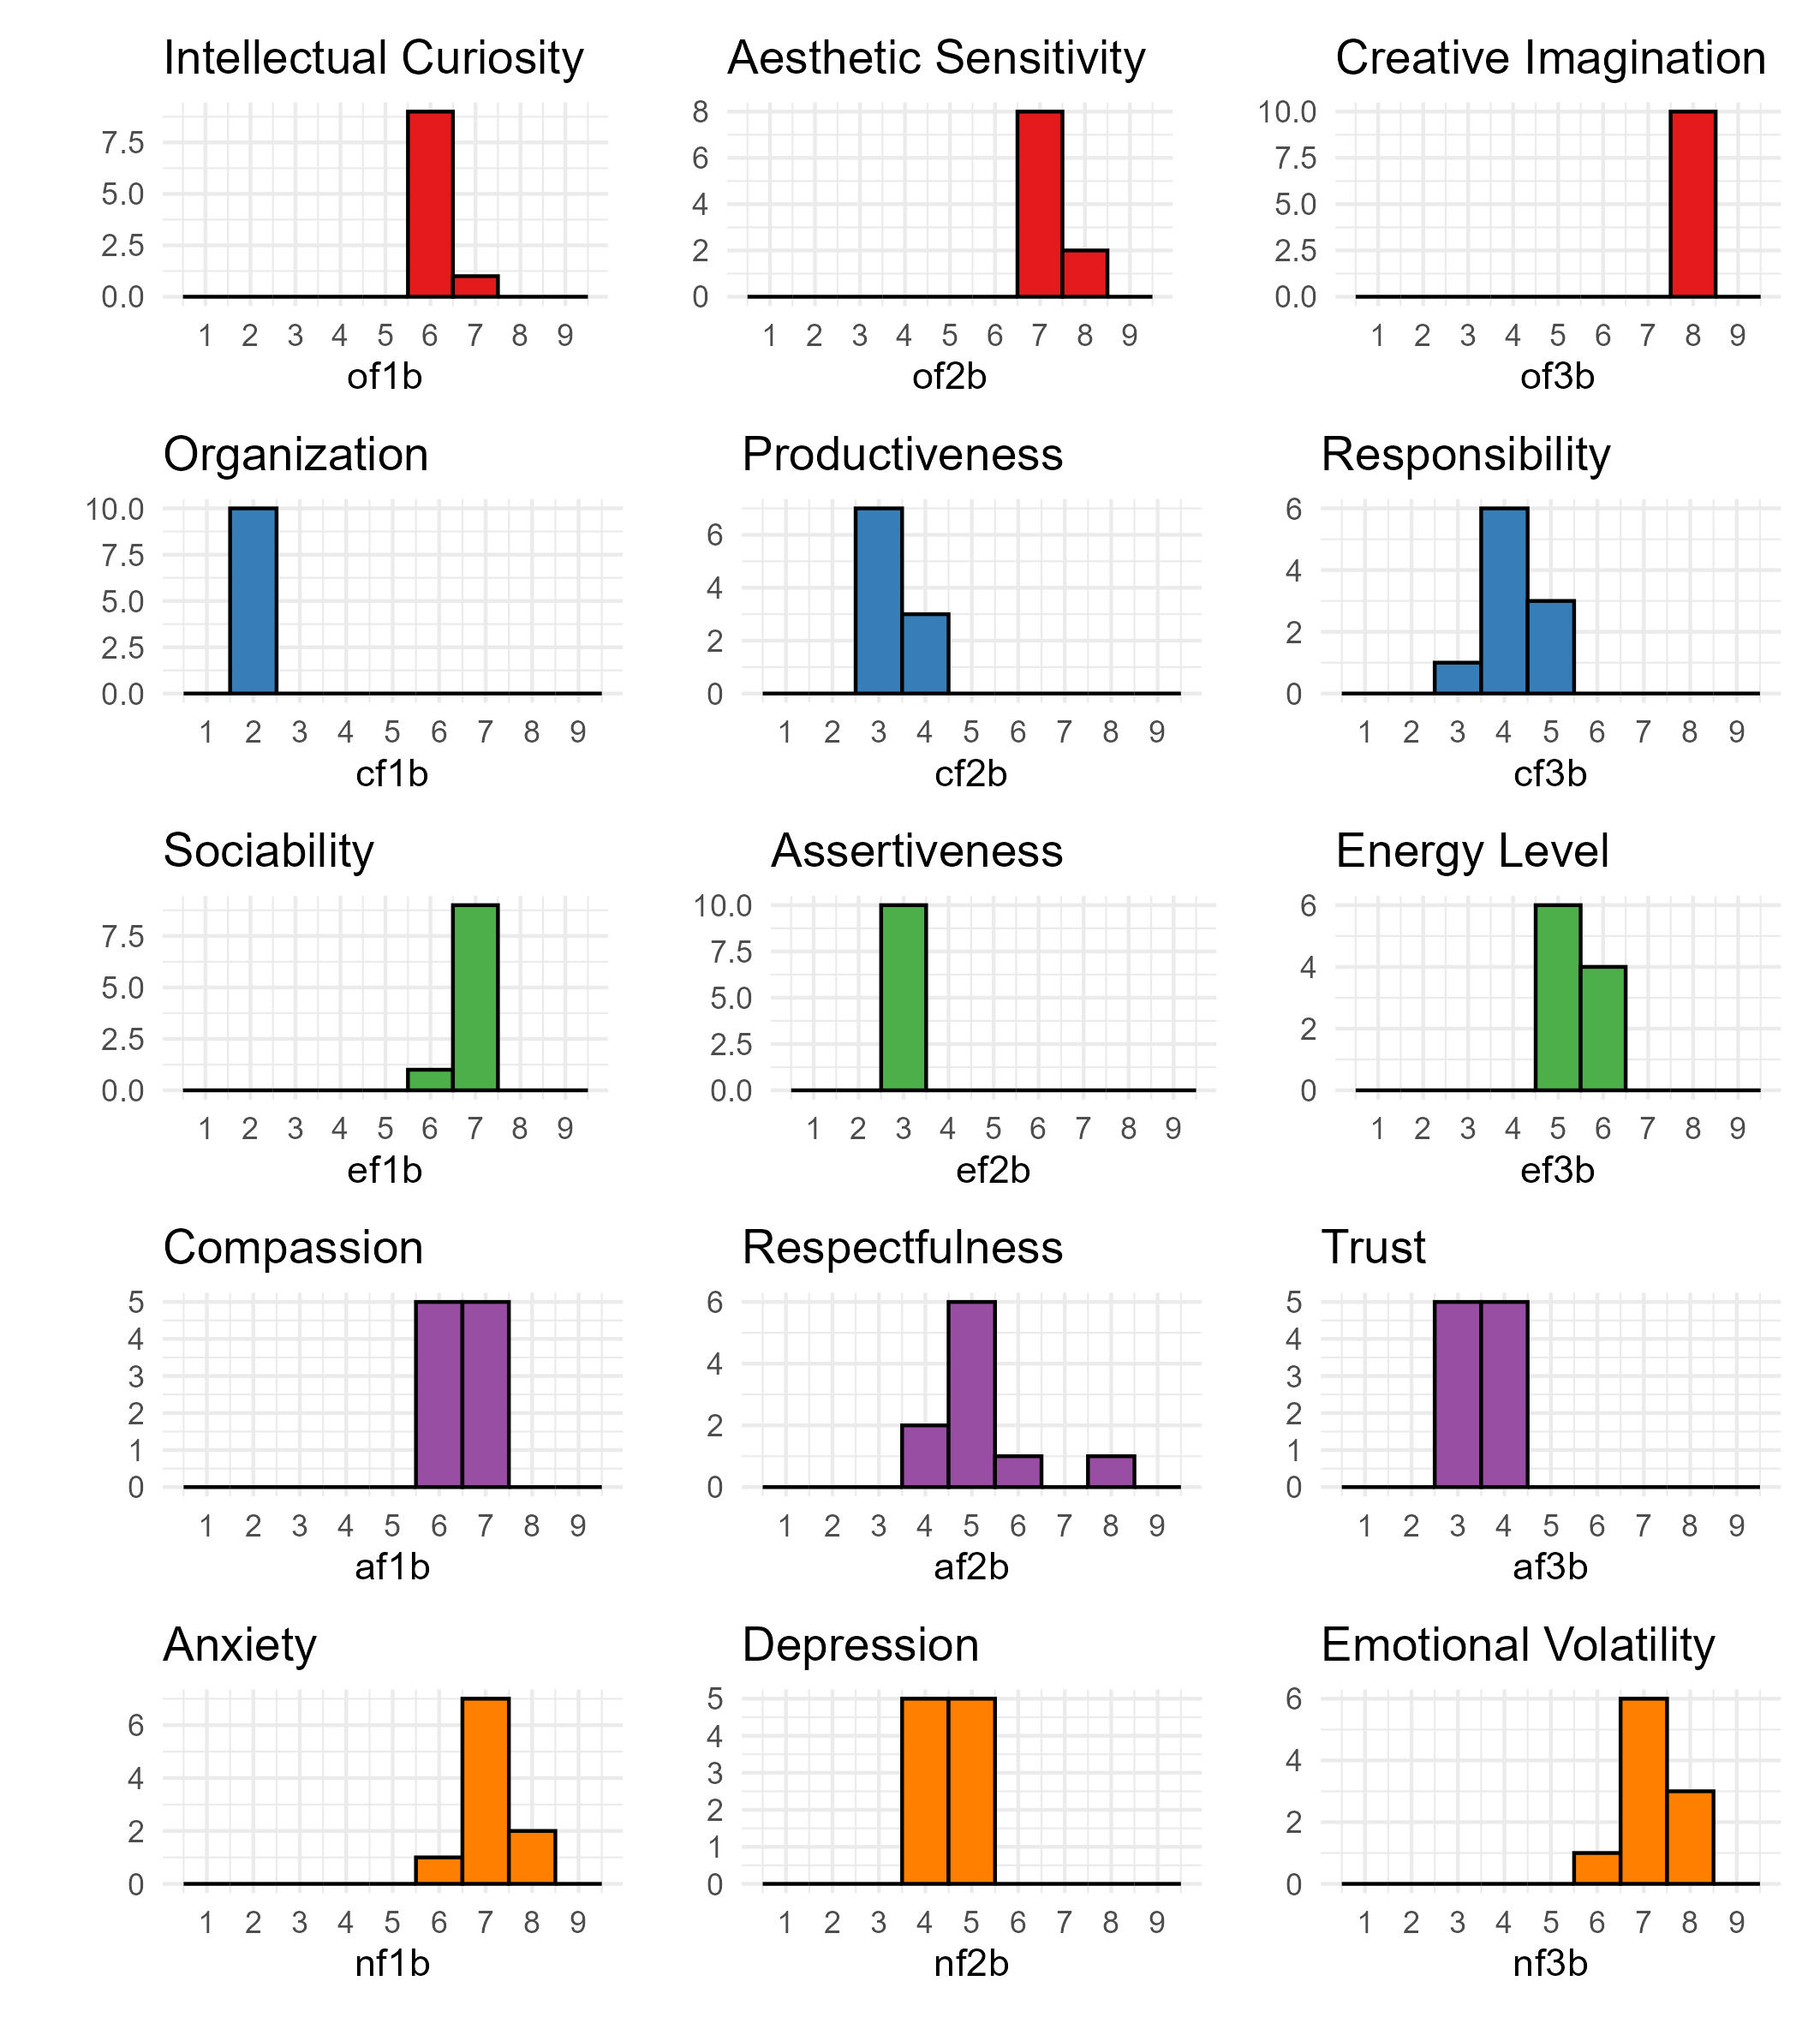 Intellectual Curiosity
7.5
5.0
2.5
0.0
1 2 3 4 5 6 7 8 9
of1b
Aesthetic Sensitivity
8
6
4
2
0
1 2 3 4 5 6 7 8 9
of2b
Creative Imagination
10.0
7.5
5.0
2.5
0.0
1 2 3 4 5 6 7 8 9
of3b
Organization
10.0
7.5
5.0
2.5
0.0
1 2 3 4 5 6 7 8 9
cf1b
Productiveness
6
4
2
0
1 2 3 4 5 6 7 8 9
cf2b
Responsibility
6
4
2
0
1 2 3 4 5 6 7 8 9
cf3b
Sociability
7.5
5.0
2.5
0.0
1 2 3 4 5 6 7 8 9
ef1b
Assertiveness
10.0
7.5
5.0
2.5
0.0
1 2 3 4 5 6 7 8 9
ef2b
Energy Level
6
4
2
0
1 2 3 4 5 6 7 8 9
ef3b
Compassion
5
4
3
2
1
0
1 2 3 4 5 6 7 8 9
af1b
Respectfulness
6
4
2
0
1 2 3 4 5 6 7 8 9
af2b
Trust
5
4
3
2
1
0
1 2 3 4 5 6 7 8 9
af3b
Anxiety
6
4
2
0
1 2 3 4 5 6 7 8 9
nf1b
Depression
5
4
3
2
1
0
1 2 3 4 5 6 7 8 9
nf2b
Emotional Volatility
6
4
2
0
1 2 3 4 5 6 7 8 9
nf3b